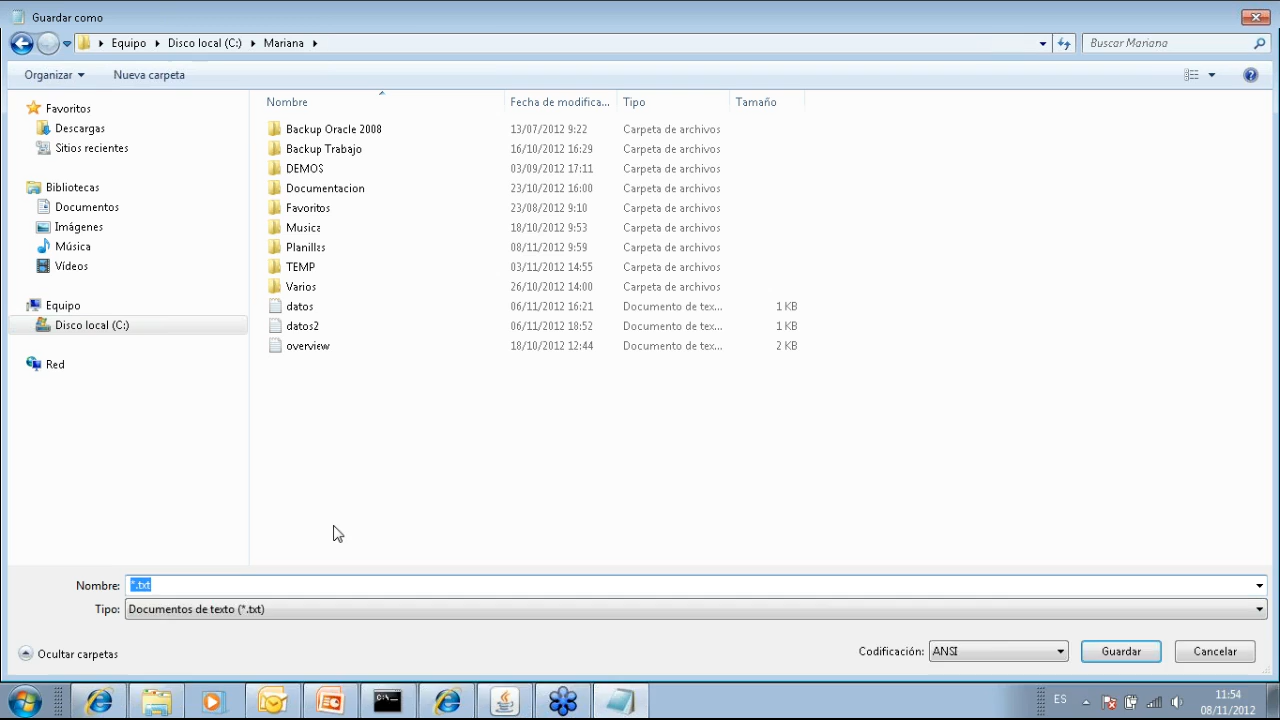 Guardar como
Equipo Disco local (C:) Mariana
Buscar Mariana
Organizar Nueva carpeta
Favoritos
Descargas
Sitios recientes
Bibliotecas
Documentos
Imágenes
Música
Vídeos
Equipo
Disco local (C:)
Red
Nombre Fecha de modifica... Tipo Tamaño
Backup Oracle 2008 13/07/2012 9:22 Carpeta de archivos
Backup Trabajo 16/10/2012 16:29 Carpeta de archivos
DEMOS 03/09/2012 17:11 Carpeta de archivos
Documentacion 23/10/2012 16:00 Carpeta de archivos
Favoritos 23/08/2012 9:10 Carpeta de archivos
Musica 18/10/2012 9:53 Carpeta de archivos
Planillas 08/11/2012 9:59 Carpeta de archivos
TEMP 03/11/2012 14:55 Carpeta de archivos
Varios 26/10/2012 14:00 Carpeta de archivos
datos 06/11/2012 16:21 Documento de tex... 1 KB
datos2 06/11/2012 18:52 Documento de tex... 1 KB
overview 18/10/2012 12:44 Documento de tex... 2 KB
Nombre: *.txt
Tipo: Documentos de texto (*.txt)
Ocultar carpetas
Codificación: ANSI
Guardar
Cancelar
C:\
ES
11:54
08/11/2012